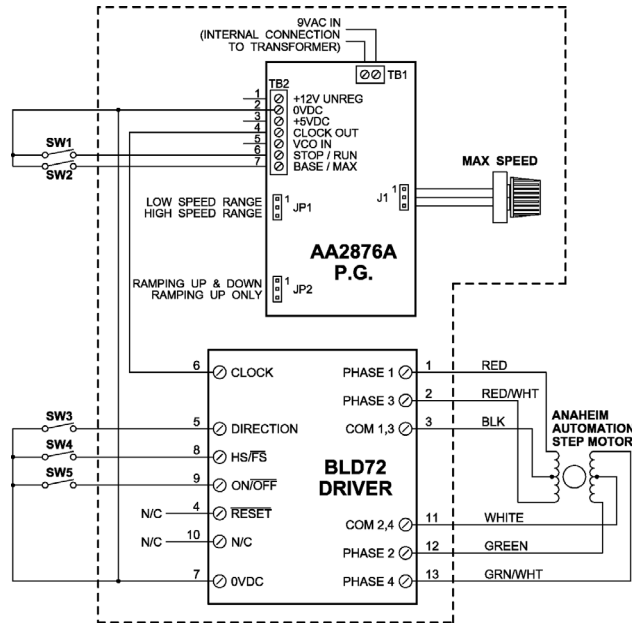 9VAC IN
(INTERNAL CONNECTION
TO TRANSFORMER)
TB1
TB2
1 +12V UNREG
2 0VDC
3 +5VDC
4 CLOCK OUT
5 VCO IN
6 STOP / RUN
7 BASE / MAX
SW1
SW2
MAX SPEED
LOW SPEED RANGE
HIGH SPEED RANGE
1
JP1
J1
1
AA2876A
P.G.
RAMPING UP & DOWN
RAMPING UP ONLY
1
JP2
6 CLOCK
PHASE 1 1 RED
PHASE 3 2 RED/WHT
COM 1,3 3 BLK
SW3
5 DIRECTION
SW4
8 HS/FS
SW5
9 ON/OFF
BLD72
DRIVER
ANAHEIM
AUTOMATION
STEP MOTOR
N/C 4 RESET
N/C 10 N/C
COM 2,4 11 WHITE
PHASE 2 12 GREEN
7 0VDC
PHASE 4 13 GRN/WHT